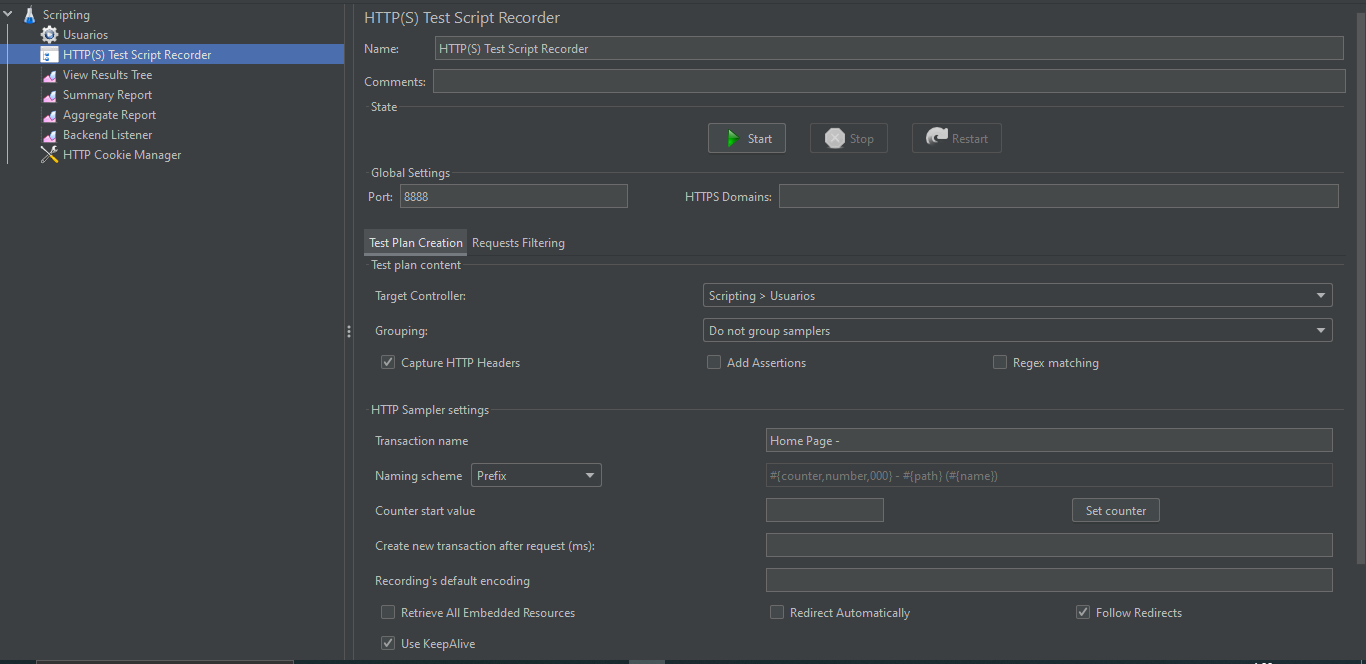 Scripting
Usuarios
HTTP(S) Test Script Recorder
View Results Tree
Summary Report
Aggregate Report
Backend Listener
HTTP Cookie Manager
HTTP(S) Test Script Recorder
Name: HTTP(S) Test Script Recorder
Comments:
State
Start Stop Restart
Global Settings
Port: 8888 HTTPS Domains:
Test Plan Creation Requests Filtering
Test plan content
Target Controller: Scripting > Usuarios
Grouping: Do not group samplers
Capture HTTP Headers Add Assertions Regex matching
HTTP Sampler settings
Transaction name Home Page -
Naming scheme Prefix #{counter,number,000} - #{path} (#{name})
Counter start value Set counter
Create new transaction after request (ms):
Recording's default encoding
Retrieve All Embedded Resources Redirect Automatically Follow Redirects
Use KeepAlive